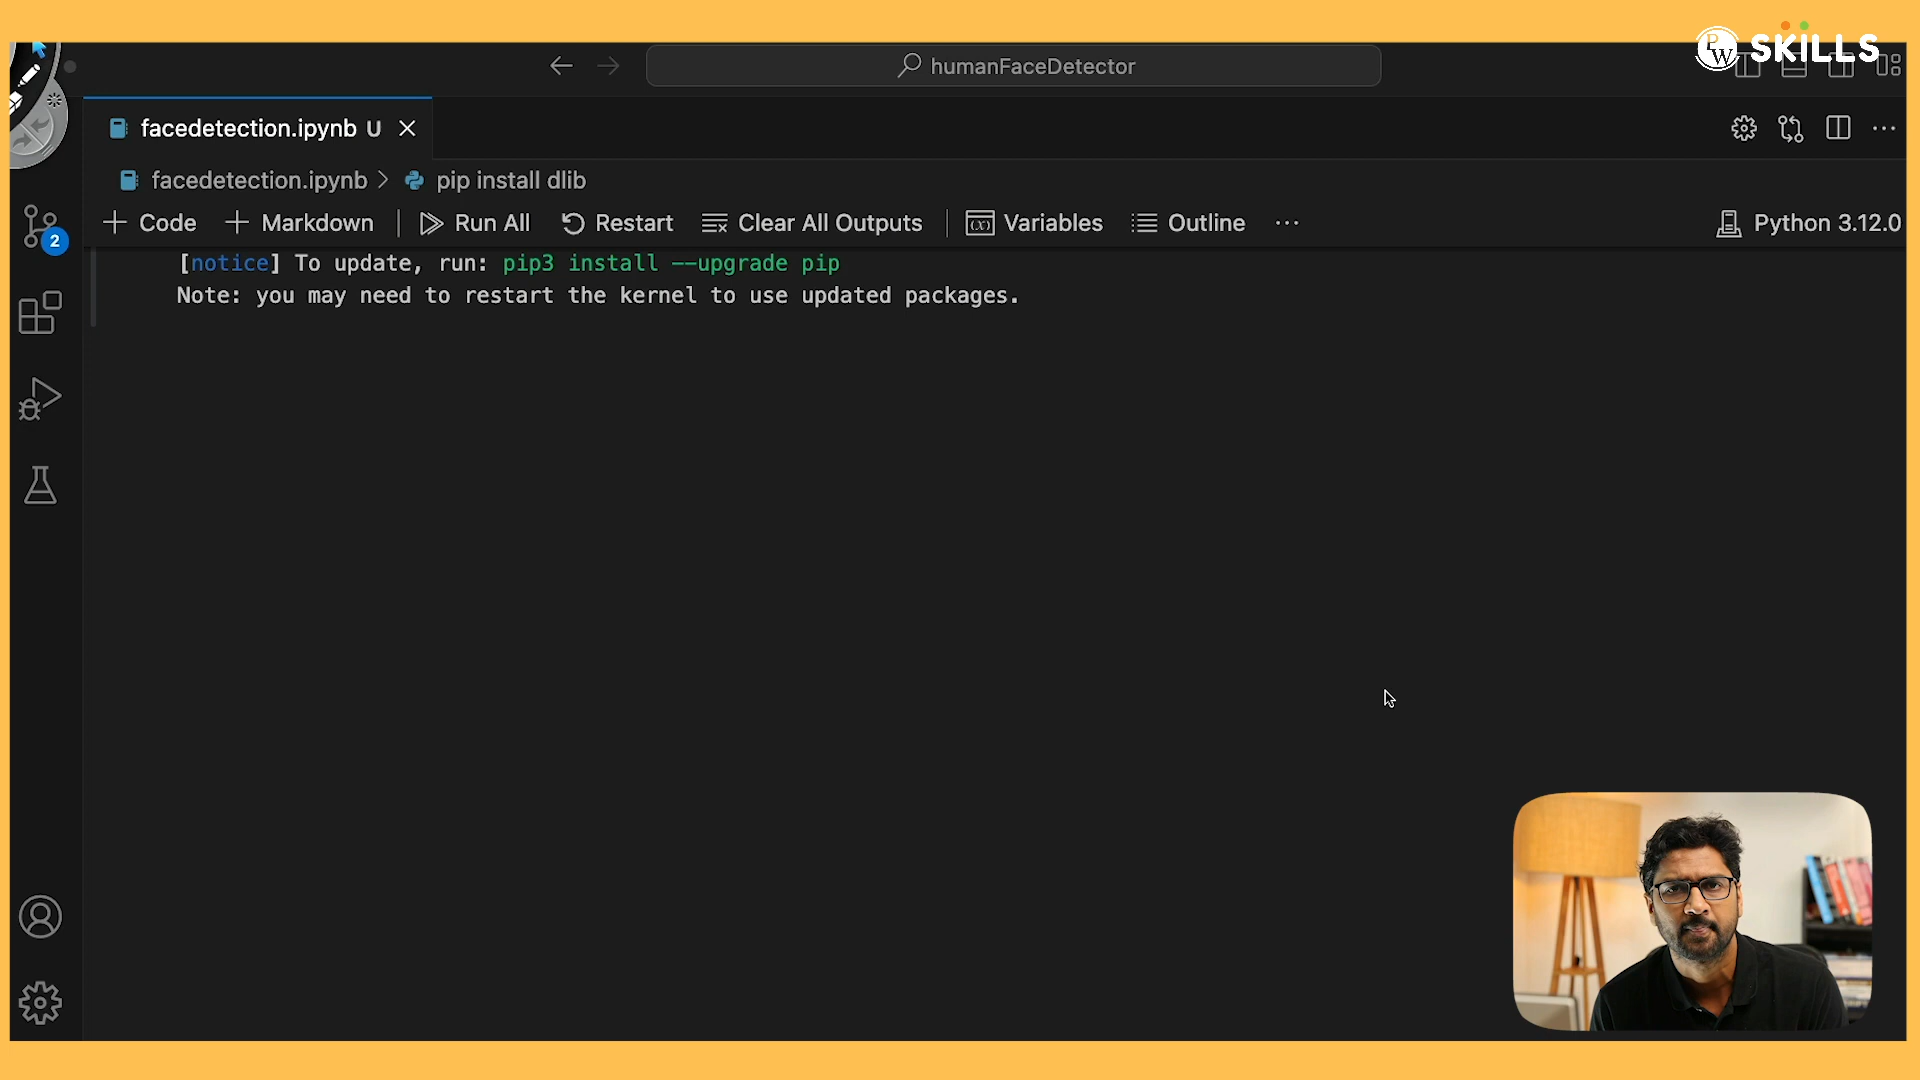 PW SKILLS
humanFaceDetector
facedetection.ipynb U
facedetection.ipynb > pip install dlib
+ Code + Markdown | Run All Restart Clear All Outputs | Variables Outline ...
Python 3.12.0
2
[notice] To update, run: pip3 install --upgrade pip
Note: you may need to restart the kernel to use updated packages.